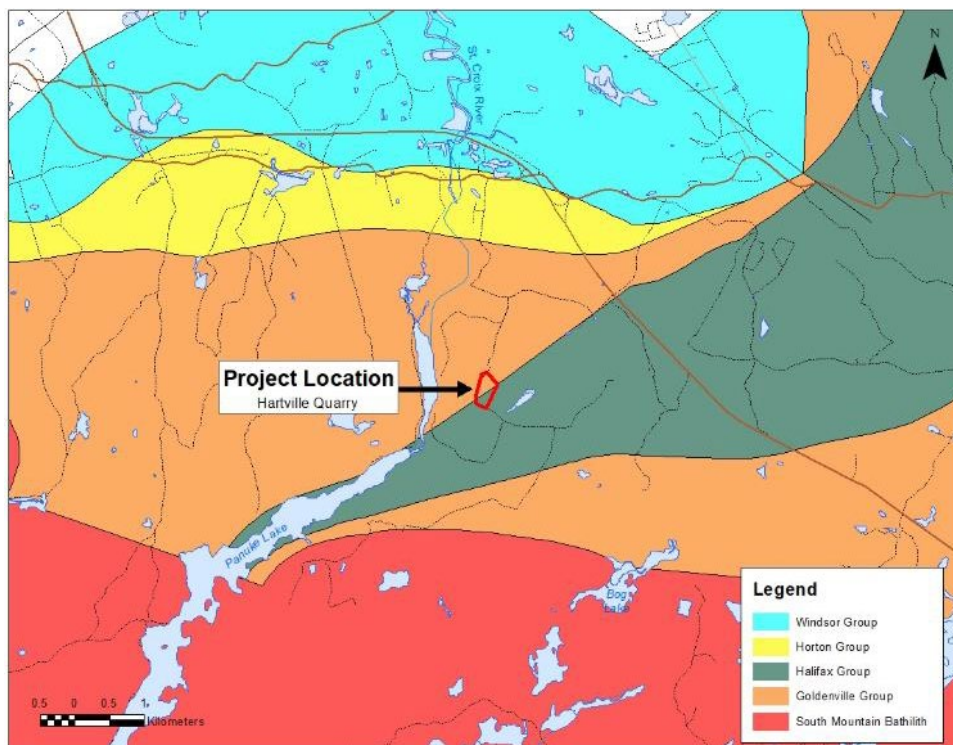 N
St. Croix River
Project Location
Hartville Quarry
Panuke Lake
Bog
Lake
Legend
Windsor Group
Horton Group
Halifax Group
Goldenville Group
South Mountain Bathilith
0.5 0 0.5 1
Kilometers